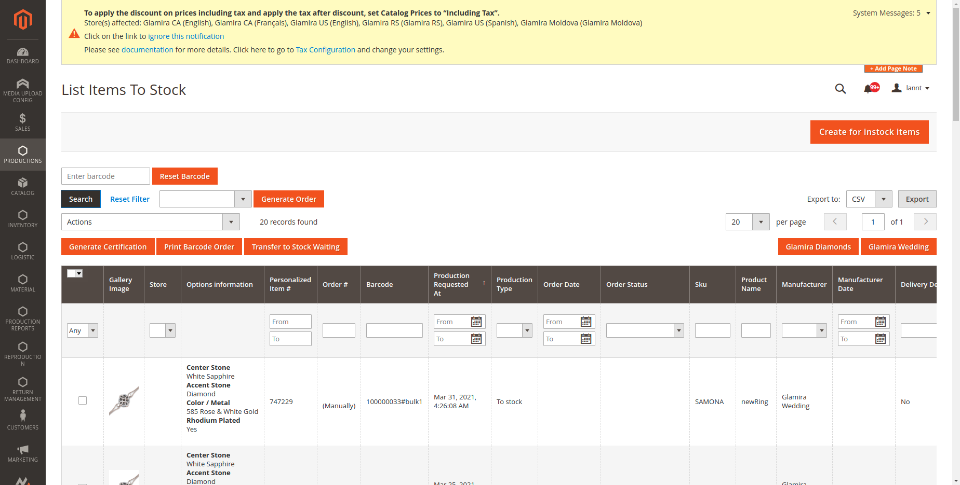 To apply the discount on prices including tax and apply the tax after discount, set Catalog Prices to “Including Tax”.
Store(s) affected: Glamira CA (English), Glamira CA (Français), Glamira US (English), Glamira RS (Glamira RS), Glamira US (Spanish), Glamira Moldova (Glamira Moldova)
Click on the link to ignore this notification
Please see documentation for more details. Click here to go to Tax Configuration and change your settings.
System Messages: 5
+ Add Page Note
DASHBOARD
MEDIA UPLOAD
CONFIG
SALES
PRODUCTIONS
CATALOG
INVENTORY
LOGISTIC
MATERIAL
PRODUCTION
REPORTS
REPRODUCTIO
N
RETURN
MANAGEMENT
CUSTOMERS
MARKETING
List Items To Stock
99+
lannt
Create for instock items
Enter barcode
Reset Barcode
Search
Reset Filter
Generate Order
Export to:
CSV
Export
Actions
20 records found
20
per page
1
of 1
Generate Certification
Print Barcode Order
Transfer to Stock Waiting
Glamira Diamonds
Glamira Wedding
Gallery Image
Store
Options information
Personalized Item #
Order #
Barcode
Production Requested At
Production Type
Order Date
Order Status
Sku
Product Name
Manufacturer
Manufacturer Date
Delivery De
Any
From
To
From
To
From
To
From
To
Center Stone
White Sapphire
Accent Stone
Diamond
Color / Metal
585 Rose & White Gold
Rhodium Plated
Yes
747229
(Manually)
100000033#bulk1
Mar 31, 2021,
4:26:08 AM
To stock
SAMONA
newRing
Glamira
Wedding
No
Center Stone
White Sapphire
Accent Stone
Diamond
Mar 25, 2021,
Glamira